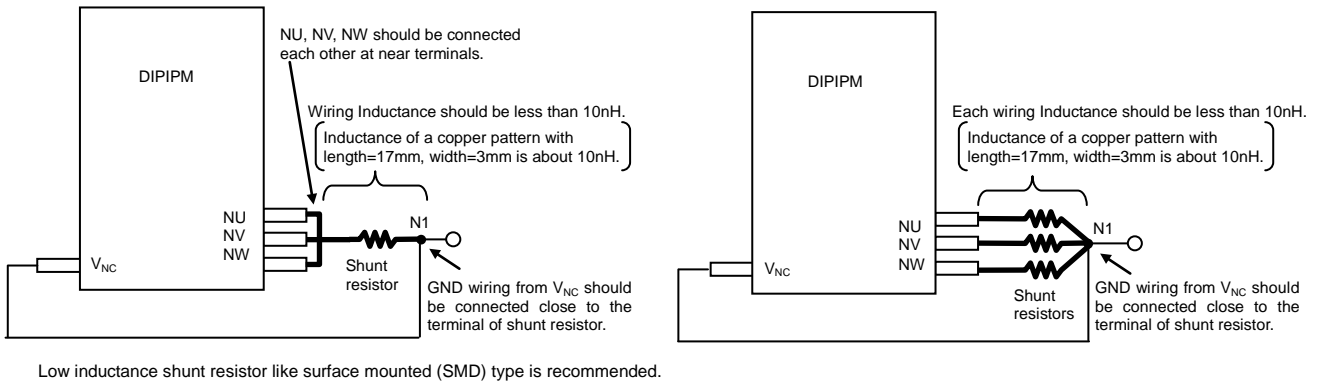 NU, NV, NW should be connected
each other at near terminals.
DIPIPM
Wiring Inductance should be less than 10nH.
Inductance of a copper pattern with
length=17mm, width=3mm is about 10nH.
NU
NV
NW
N1
VNC
Shunt
resistor
GND wiring from VNC should
be connected close to the
terminal of shunt resistor.
DIPIPM
Each wiring Inductance should be less than 10nH.
Inductance of a copper pattern with
length=17mm, width=3mm is about 10nH.
NU
NV
NW
N1
VNC
Shunt
resistors
GND wiring from VNC should
be connected close to the
terminal of shunt resistor.
Low inductance shunt resistor like surface mounted (SMD) type is recommended.